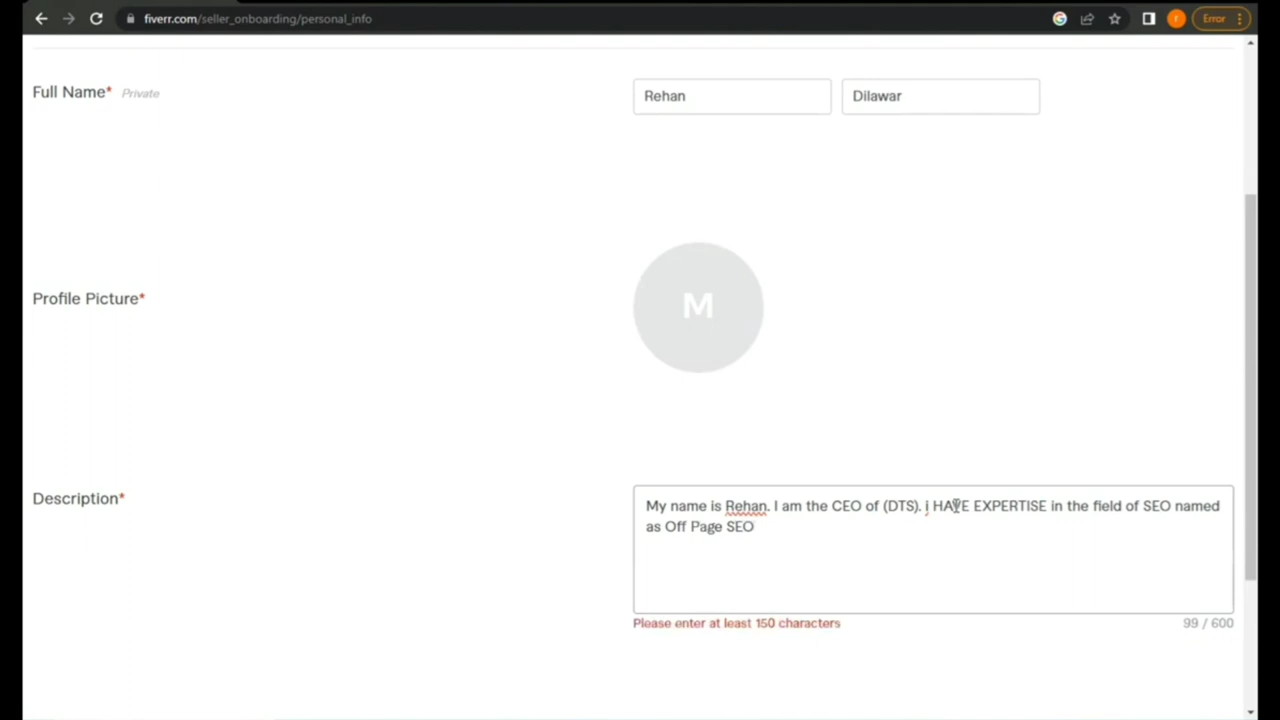 fiverr.com/seller_onboarding/personal_info
Error
Full Name* Private
Rehan
Dilawar
Profile Picture*
M
Description*
My name is Rehan. I am the CEO of (DTS). i HAVE EXPERTISE in the field of SEO named
as Off Page SEO
Please enter at least 150 characters
99 / 600